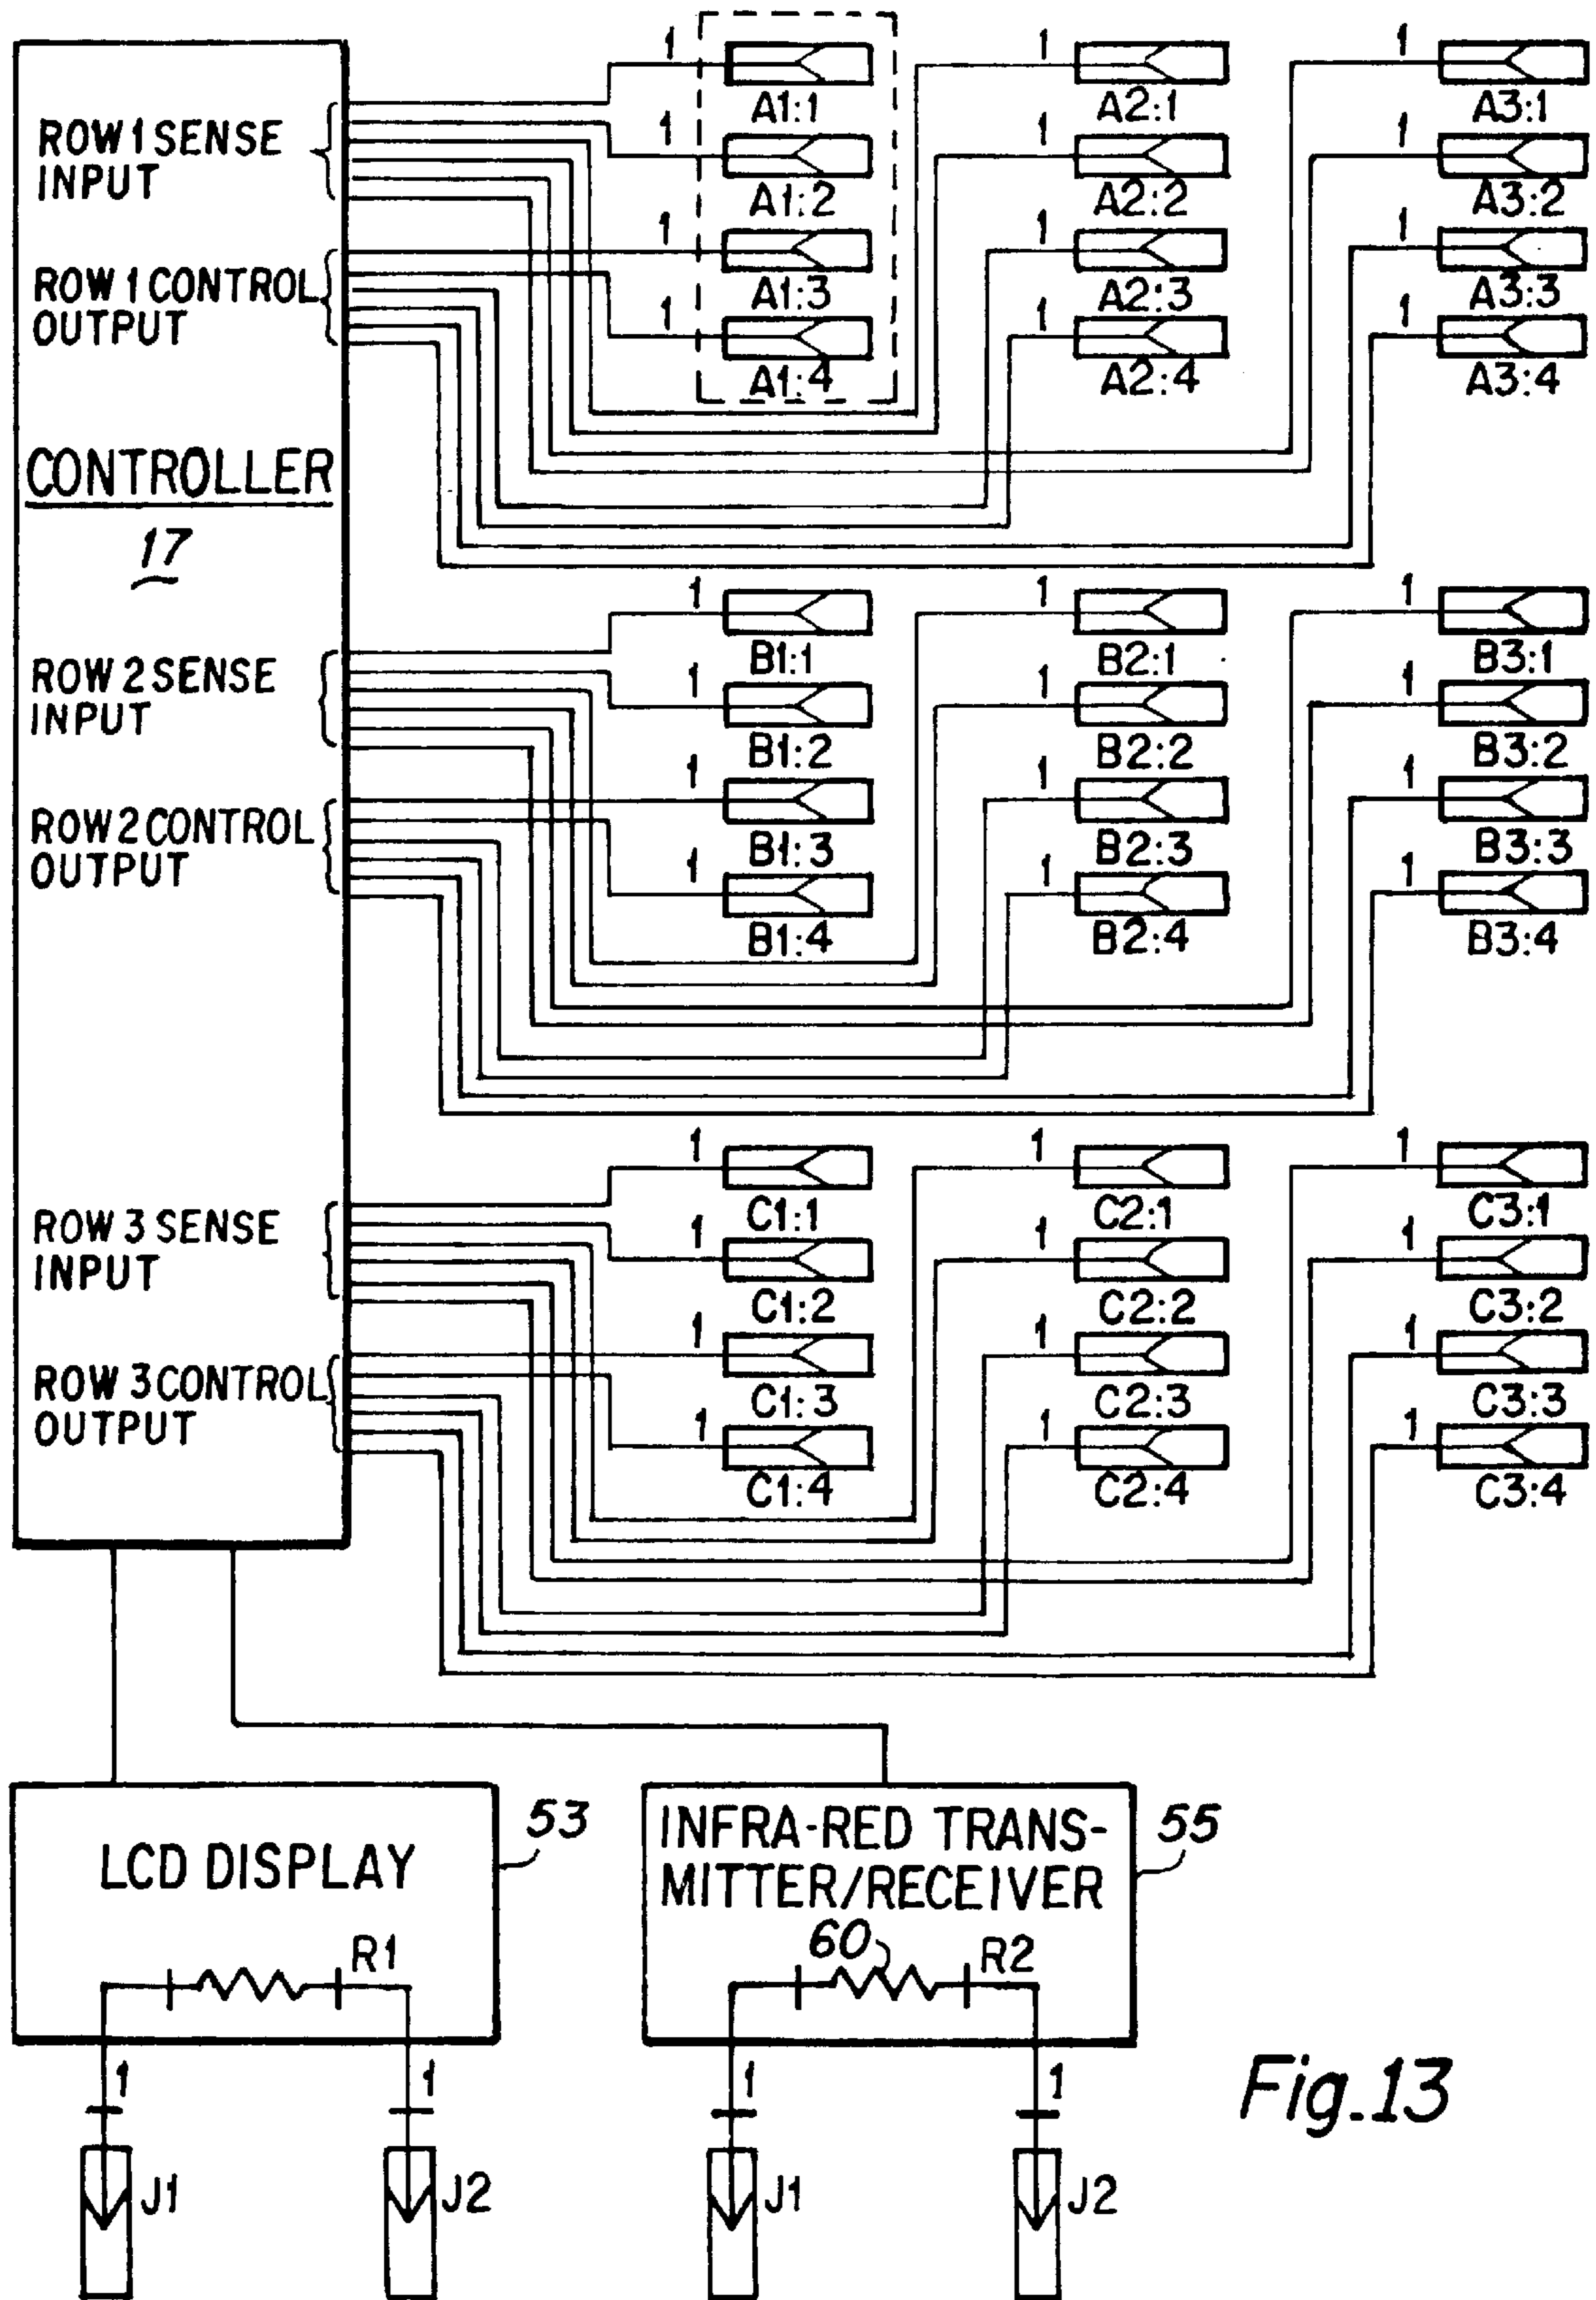 1 1 1
A1:1 A2:1 A3:1
ROW 1 SENSE
INPUT
1 1 1
A1:2 A2:2 A3:2
1 1 1
A1:3 A2:3 A3:3
ROW 1 CONTROL
OUTPUT
1 1 1
A1:4 A2:4 A3:4
CONTROLLER
17
1 1 1
B1:1 B2:1 B3:1
ROW 2 SENSE
INPUT
1 1 1
B1:2 B2:2 B3:2
1 1 1
B1:3 B2:3 B3:3
ROW 2 CONTROL
OUTPUT
1 1 1
B1:4 B2:4 B3:4
1 1 1
C1:1 C2:1 C3:1
ROW 3 SENSE
INPUT
1 1 1
C1:2 C2:2 C3:2
1 1 1
C1:3 C2:3 C3:3
ROW 3 CONTROL
OUTPUT
1 1 1
C1:4 C2:4 C3:4
LCD DISPLAY
53
R1
1 1
J1 J2
INFRA-RED TRANS-
MITTER/RECEIVER
55
60 R2
1 1
J1 J2
Fig.13